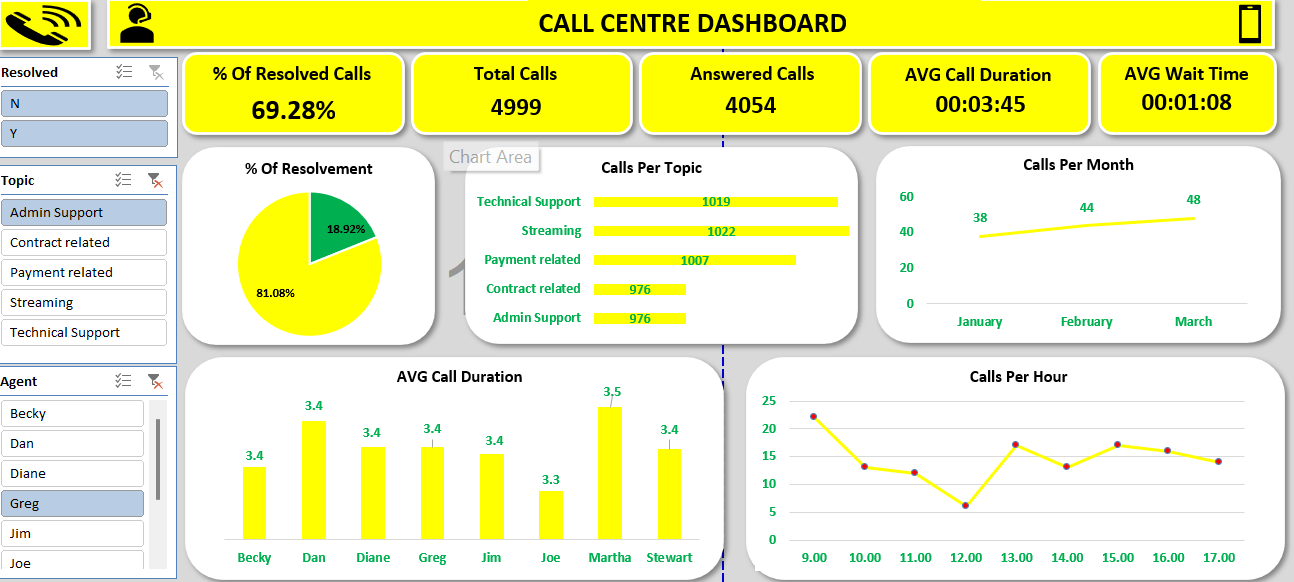 CALL CENTRE DASHBOARD
Resolved
N
Y
Topic
Admin Support
Contract related
Payment related
Streaming
Technical Support
Agent
Becky
Dan
Diane
Greg
Jim
Joe
% Of Resolved Calls
69.28%
Total Calls
4999
Answered Calls
4054
AVG Call Duration
00:03:45
AVG Wait Time
00:01:08
% Of Resolvement
18.92%
81.08%
Chart Area
Calls Per Topic
Technical Support 1019
Streaming 1022
Payment related 1007
Contract related 976
Admin Support 976
Calls Per Month
60
40
20
0
38 44 48
January February March
AVG Call Duration
3.4 3.4 3.4 3.4 3.4 3.3 3.5 3.4
Becky Dan Diane Greg Jim Joe Martha Stewart
Calls Per Hour
25
20
15
10
5
0
9.00 10.00 11.00 12.00 13.00 14.00 15.00 16.00 17.00